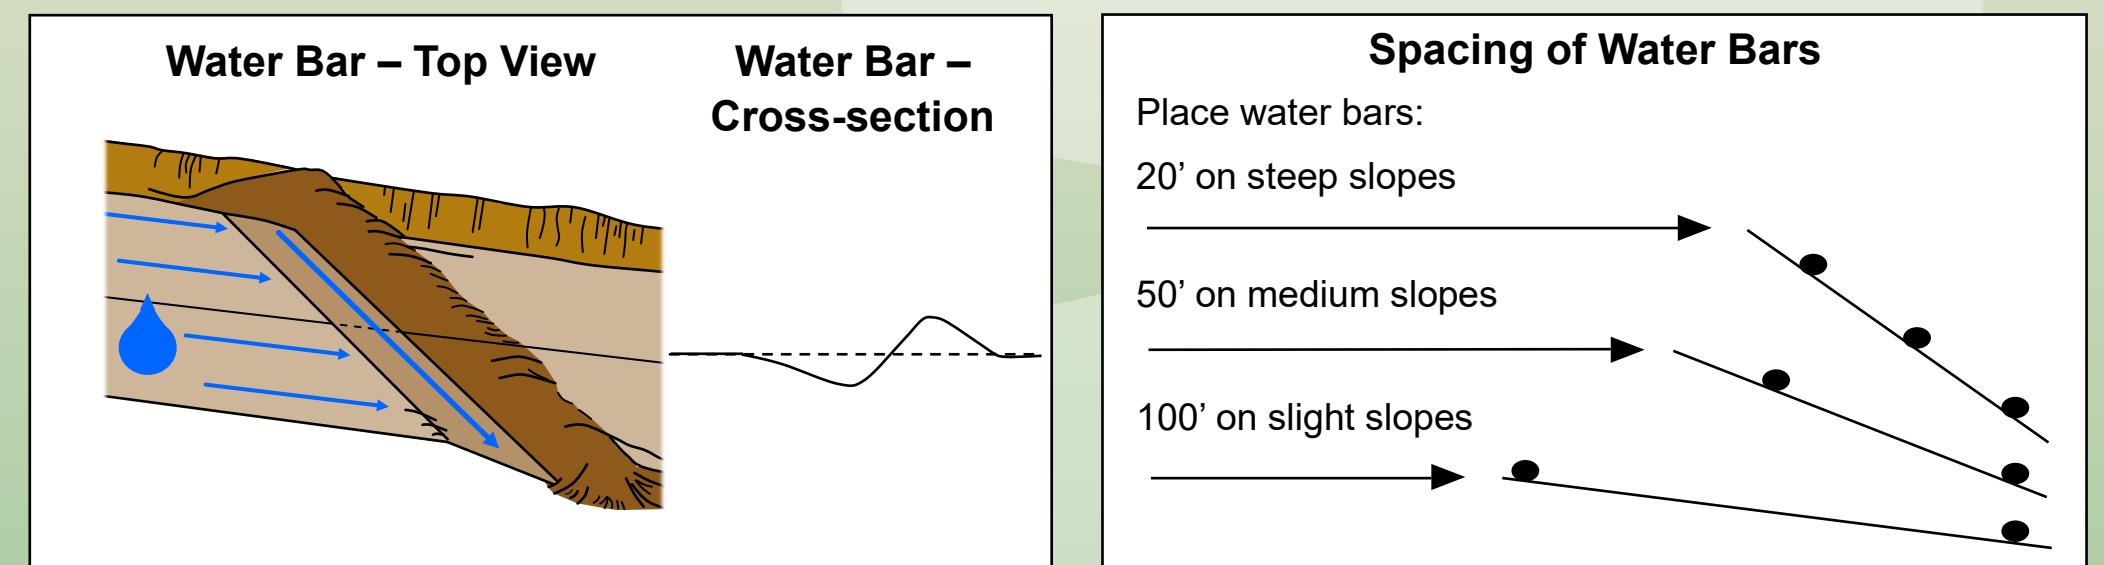 Water Bar – Top View
Water Bar –
Cross-section
Spacing of Water Bars
Place water bars:
20’ on steep slopes
50’ on medium slopes
100’ on slight slopes